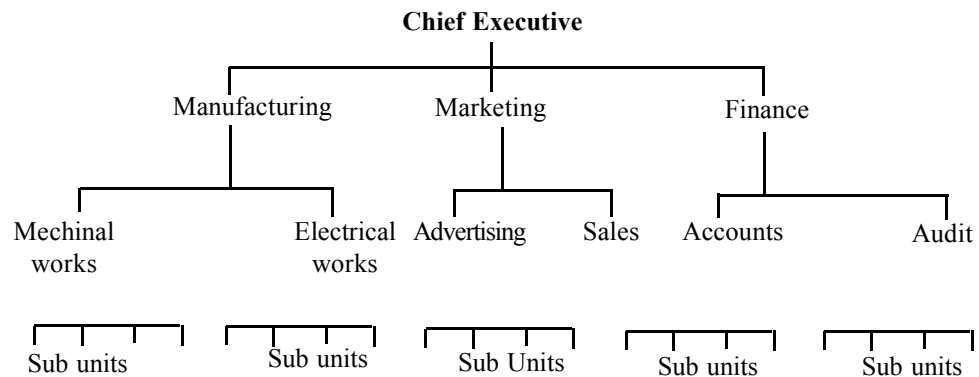 Chief Executive
Manufacturing Marketing Finance
Mechinal Electrical Advertising Sales Accounts Audit
works works
Sub units Sub units Sub Units Sub units Sub units